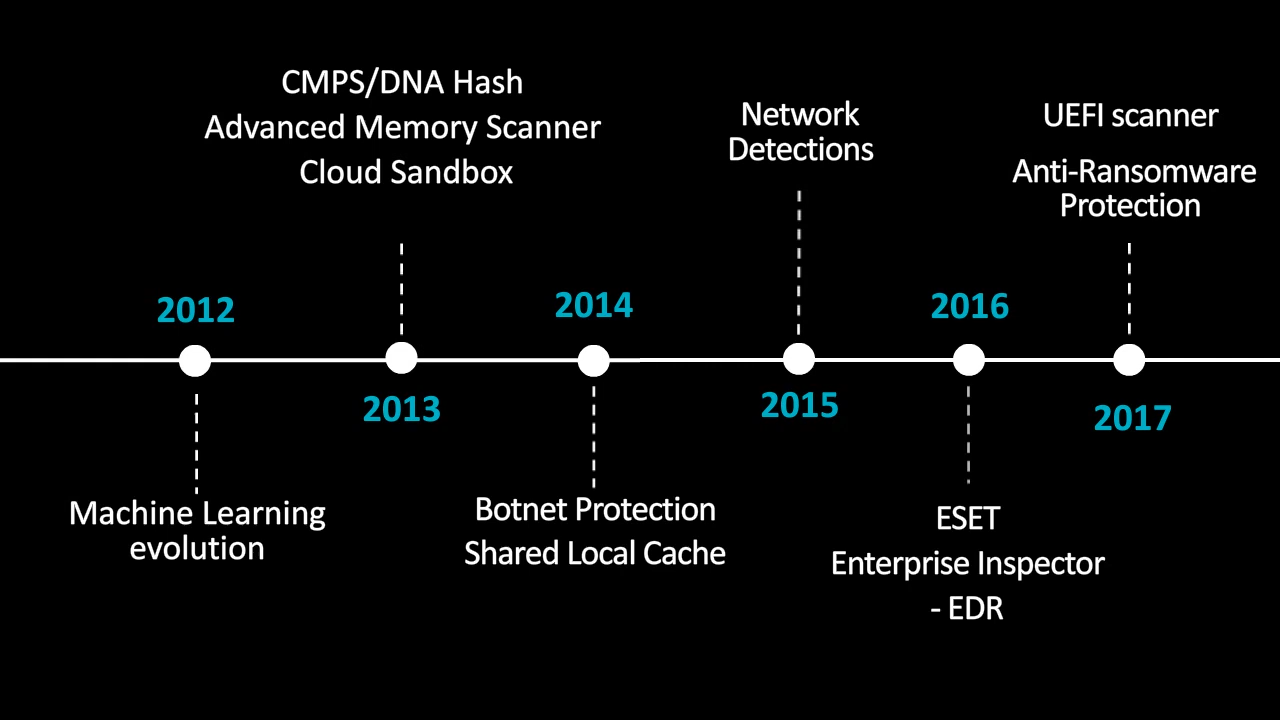 CMPS/DNA Hash
Advanced Memory Scanner
Cloud Sandbox
Network
Detections
UEFI scanner
Anti-Ransomware
Protection
2012
2014
2016
2013
2015
2017
Machine Learning
evolution
Botnet Protection
Shared Local Cache
ESET
Enterprise Inspector
- EDR